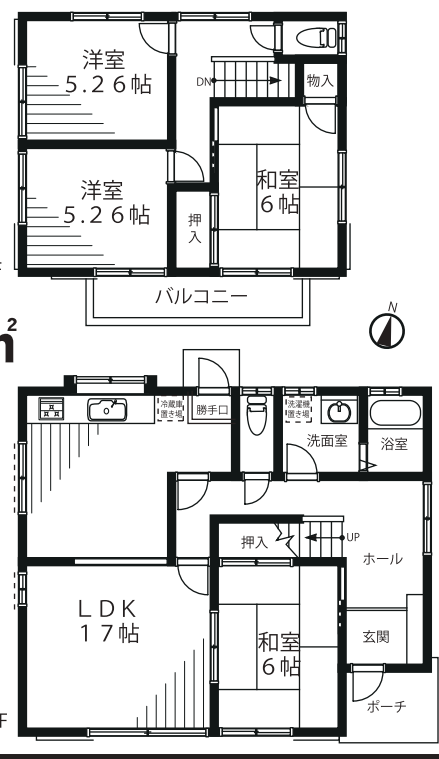 洋室
5.26帖
DN
物入
洋室
5.26帖
押
入
和室
6帖
バルコニー
N
2
冷蔵庫
置き場
勝手口
洗濯機
置き場
洗面室
浴室
押入
UP
ホール
LDK
17帖
和室
6帖
玄関
ポーチ
F